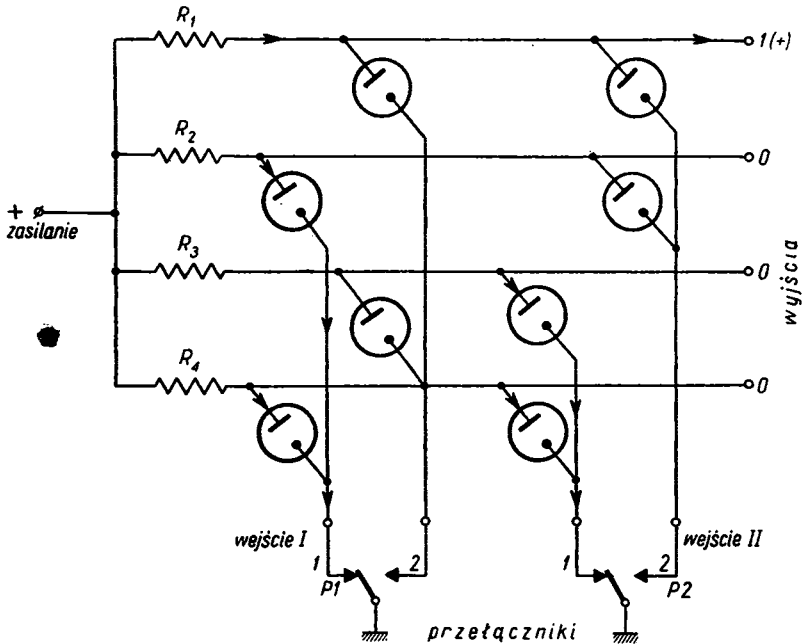 R1
1(+)
R2
0
+
zasilanie
R3
0
wyjścia
R4
0
wejście I
wejście II
1
2
1
2
P1
P2
przełączniki